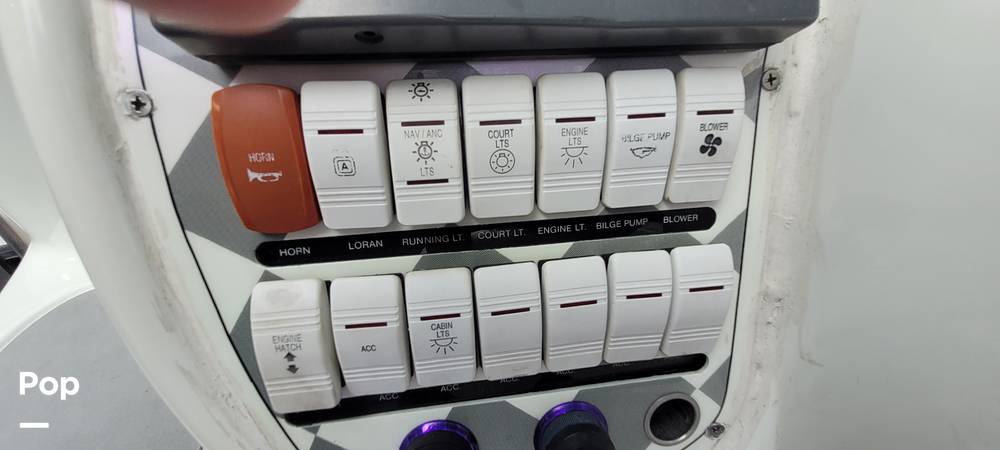 HORN
A
NAV / ANC
LTS
COURT
LTS
ENGINE
LTS
BILGE PUMP
BLOWER
HORN LORAN RUNNING LT. COURT LT. ENGINE LT. BILGE PUMP BLOWER
ENGINE
HATCH
ACC
CABIN
LTS
ACC. ACC. ACC. ACC.
Pop